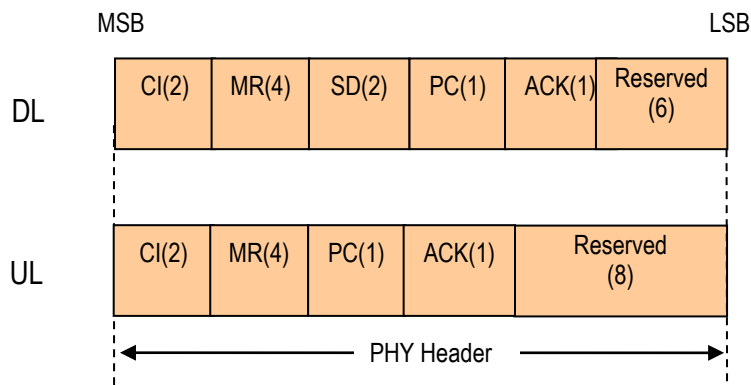 MSB LSB
DL CI(2) MR(4) SD(2) PC(1) ACK(1) Reserved
(6)
UL CI(2) MR(4) PC(1) ACK(1) Reserved
(8)
PHY Header